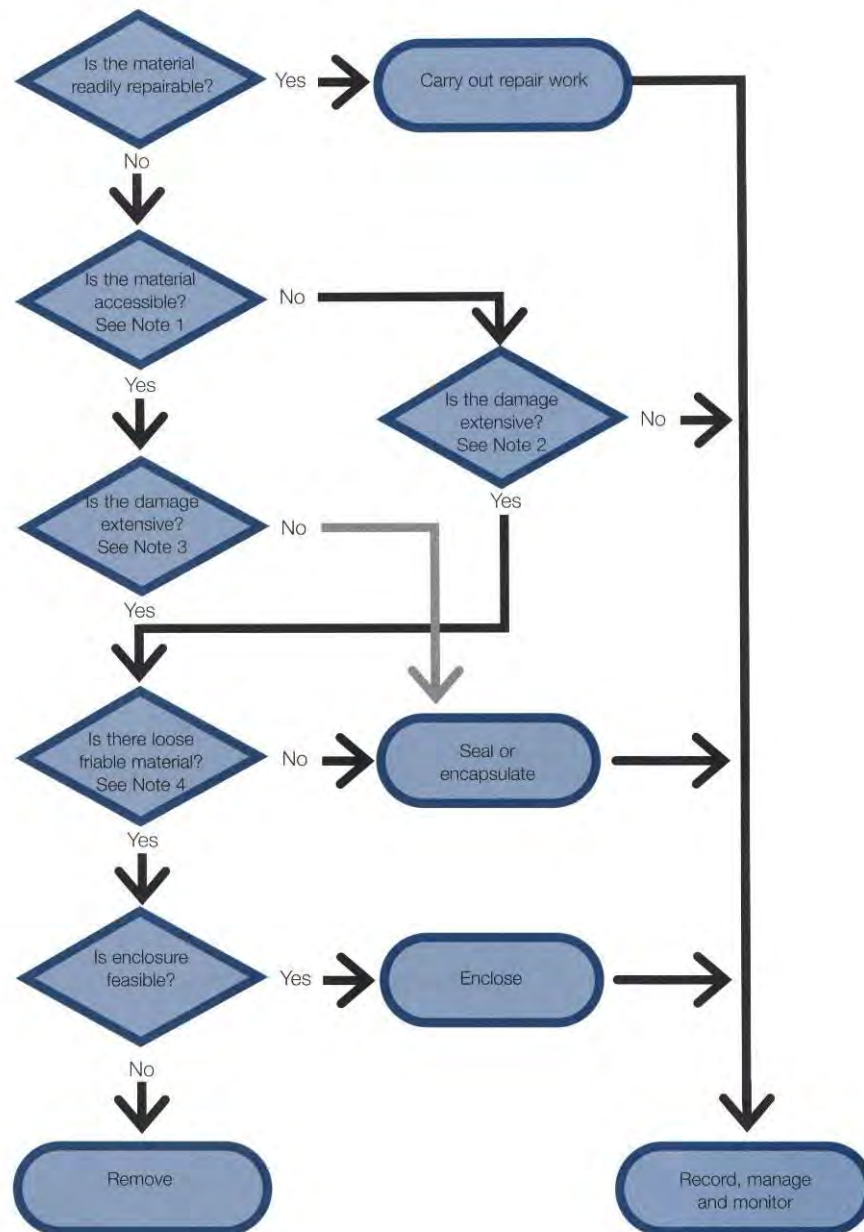 Is the material
readily repairable?
Yes
Carry out repair work
No
Is the material
accessible?
See Note 1
No
Yes
Is the damage
extensive?
See Note 2
No
Yes
Is the damage
extensive?
See Note 3
No
Yes
Is there loose
friable material?
See Note 4
No
Seal or
encapsulate
Yes
Is enclosure
feasible?
Yes
Enclose
No
Remove
Record, manage
and monitor